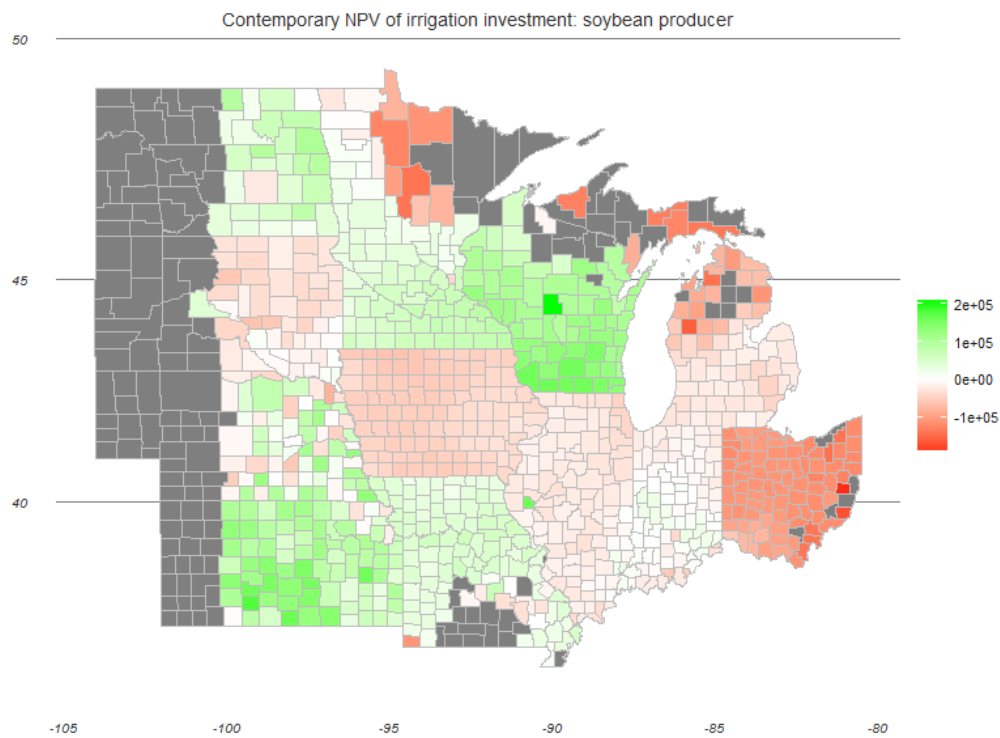 Contemporary NPV of irrigation investment: soybean producer
50
45
40
2e+05
1e+05
0e+00
-1e+05
-105
-100
-95
-90
-85
-80